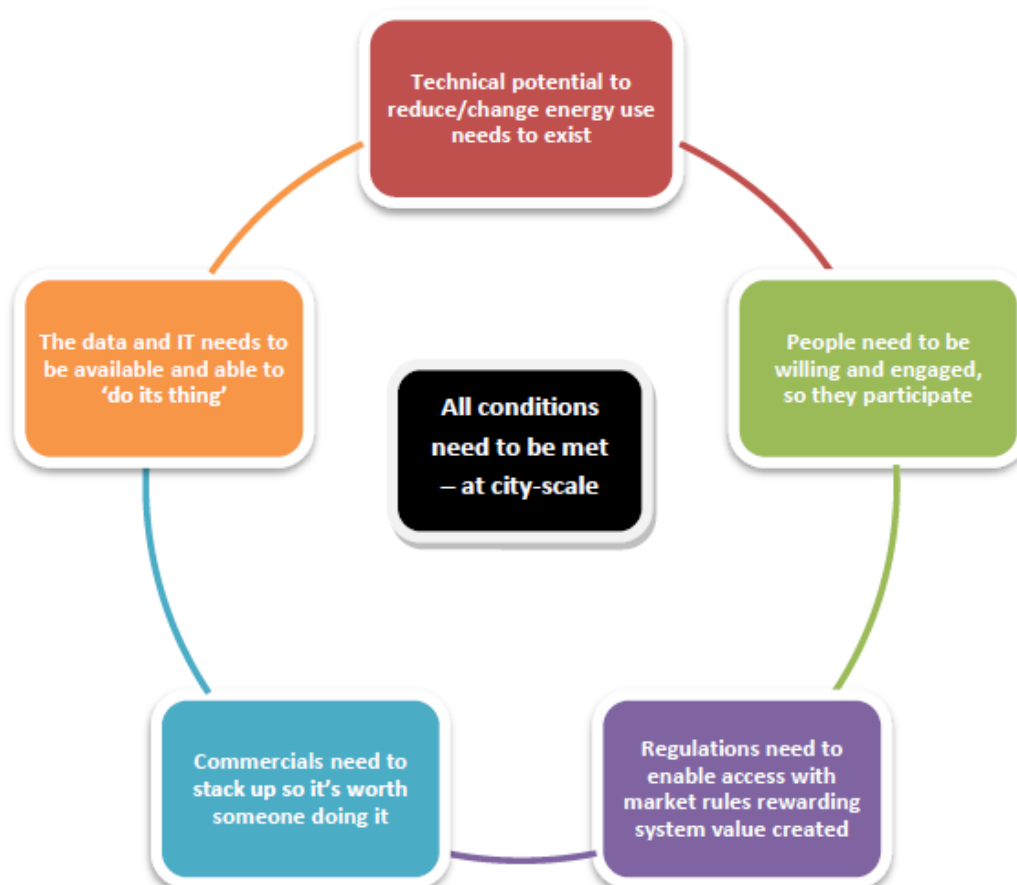 Technical potential to
reduce/change energy use
needs to exist
The data and IT needs to
be available and able to
‘do its thing’
People need to be
willing and engaged,
so they participate
All conditions
need to be met
– at city-scale
Commercials need to
stack up so it’s worth
someone doing it
Regulations need to
enable access with
market rules rewarding
system value created